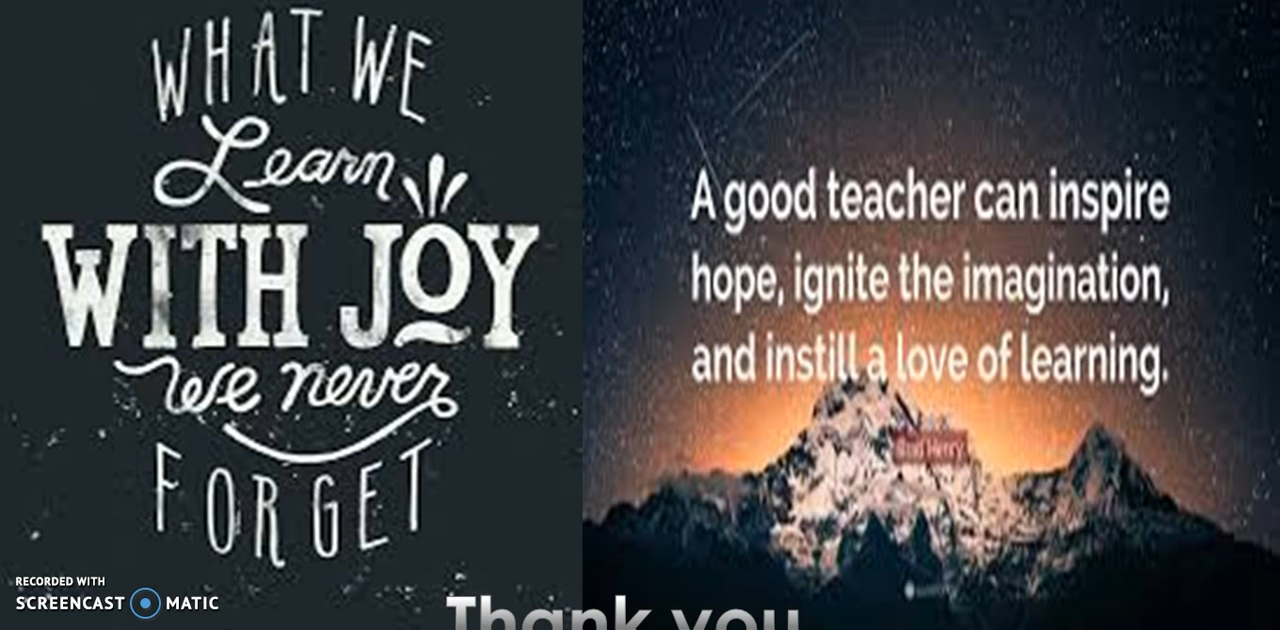 WHAT WE
Learn
WITH JOY
we never
FORGET
A good teacher can inspire
hope, ignite the imagination,
and instill a love of learning.
RECORDED WITH
SCREENCAST MATIC
Thank you